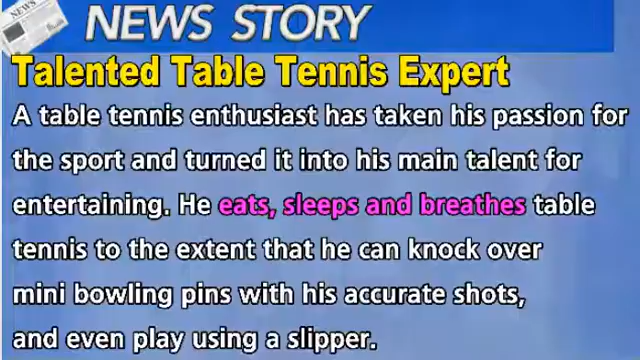 NEWS
NEWS STORY
Talented Table Tennis Expert
A table tennis enthusiast has taken his passion for
the sport and turned it into his main talent for
entertaining. He eats, sleeps and breathes table
tennis to the extent that he can knock over
mini bowling pins with his accurate shots,
and even play using a slipper.